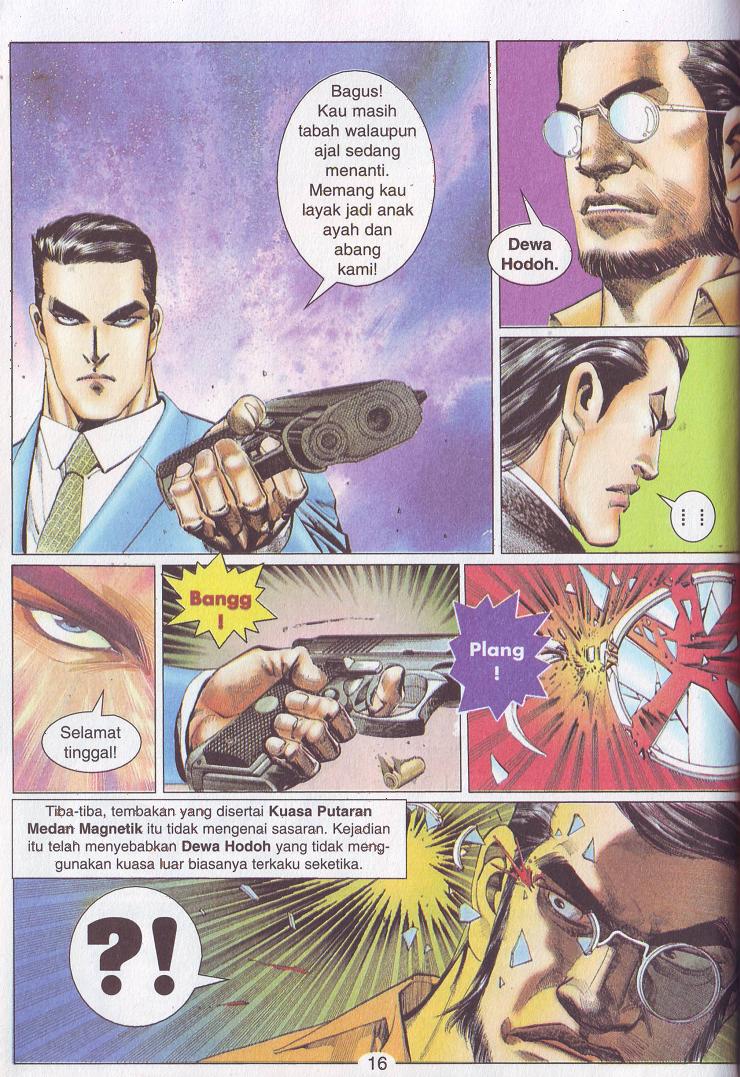 Bagus!
Kau masih
tabah walaupun
ajal sedang
menanti.
Memang kau
layak jadi anak
ayah dan
abang
kami!
Dewa
Hodoh.
! !
Selamat
tinggal!
Bangg
!
Plang
!
Tiba-tiba, tembakan yang disertai Kuasa Putaran
Medan Magnetik itu tidak mengenai sasaran. Kejadian
itu telah menyebabkan Dewa Hodoh yang tidak meng-
gunakan kuasa luar biasanya terkaku seketika.
?!
16